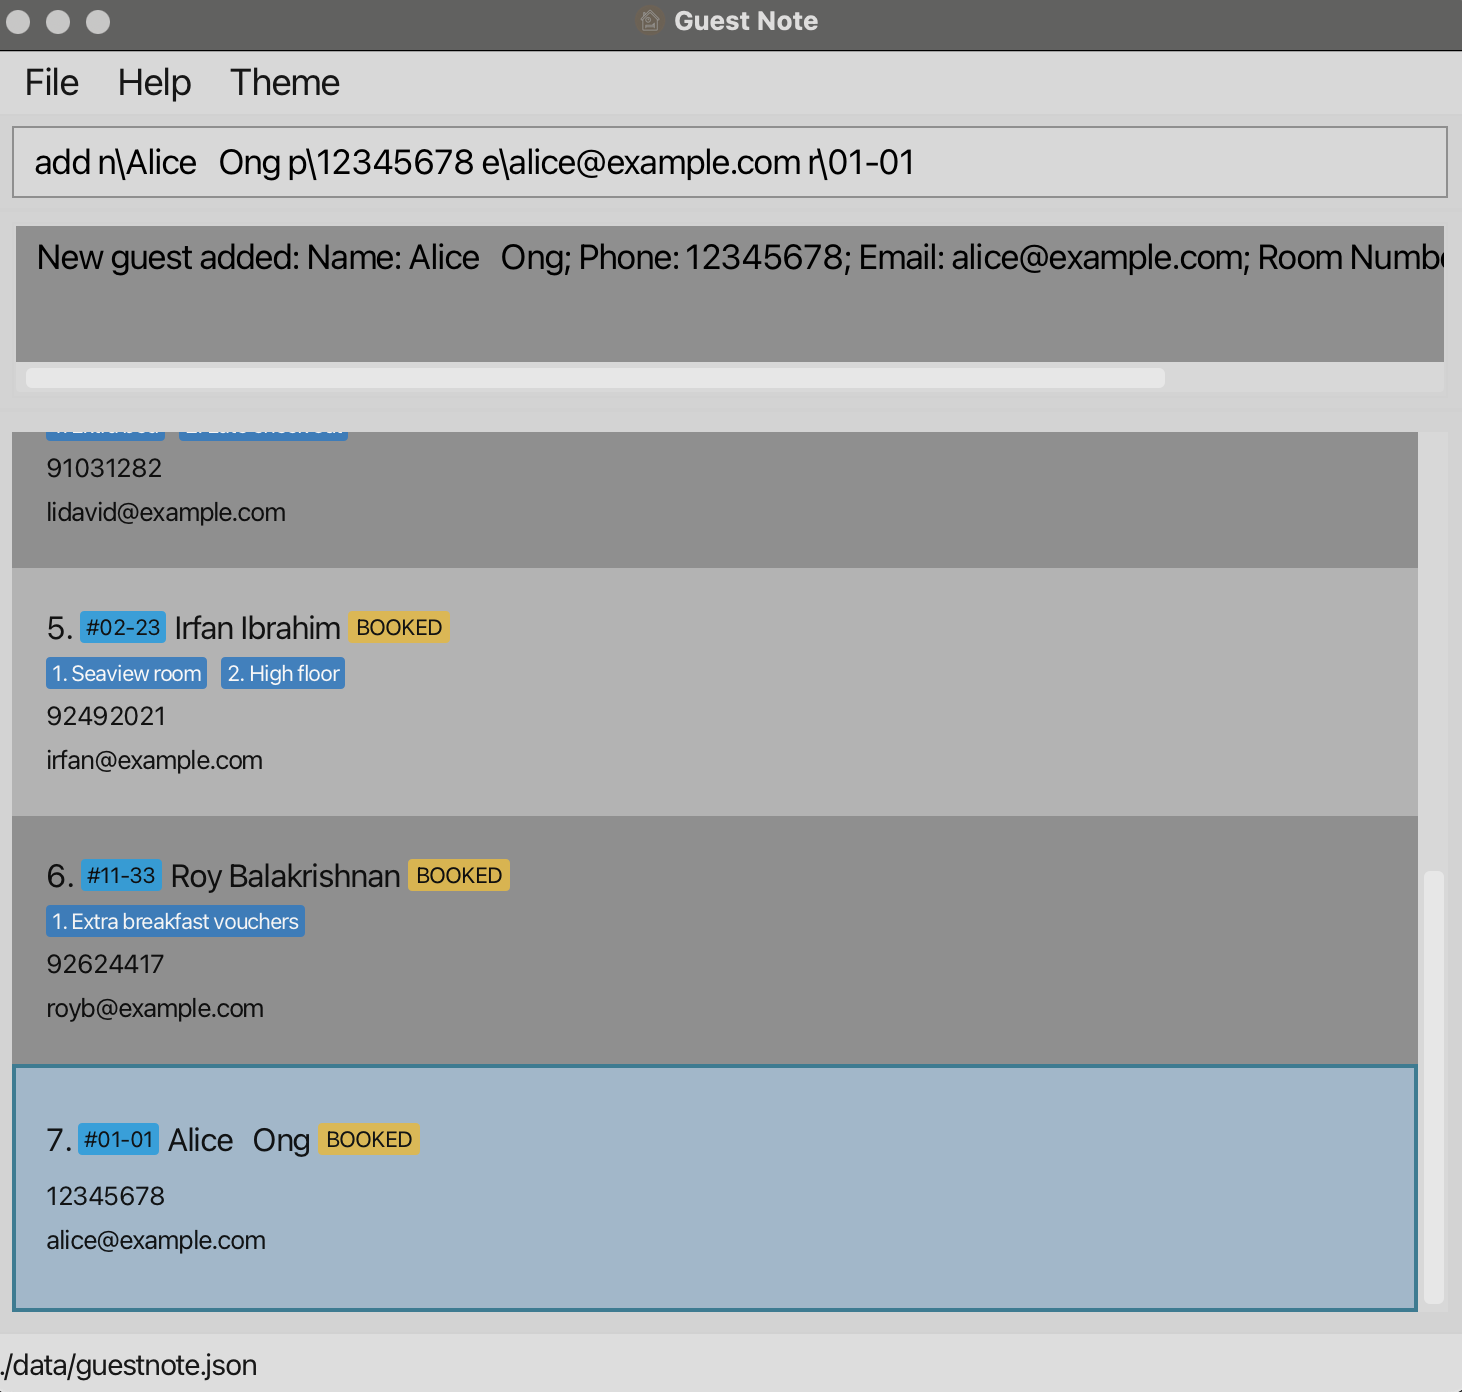 Guest Note
File Help Theme
add n\Alice   Ong p\12345678 e\alice@example.com r\01-01
New guest added: Name: Alice   Ong; Phone: 12345678; Email: alice@example.com; Room Numbe
91031282
lidavid@example.com
5. #02-23 Irfan Ibrahim BOOKED
1. Seaview room 2. High floor
92492021
irfan@example.com
6. #11-33 Roy Balakrishnan BOOKED
1. Extra breakfast vouchers
92624417
royb@example.com
7. #01-01 Alice   Ong BOOKED
12345678
alice@example.com
./data/guestnote.json